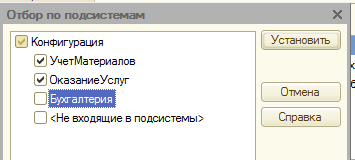 Отбор по подсистемам
Конфигурация
УчетМатериалов
ОказаниеУслуг
Бухгалтерия
<Не входящие в подсистемы>
Установить
Отмена
Справка